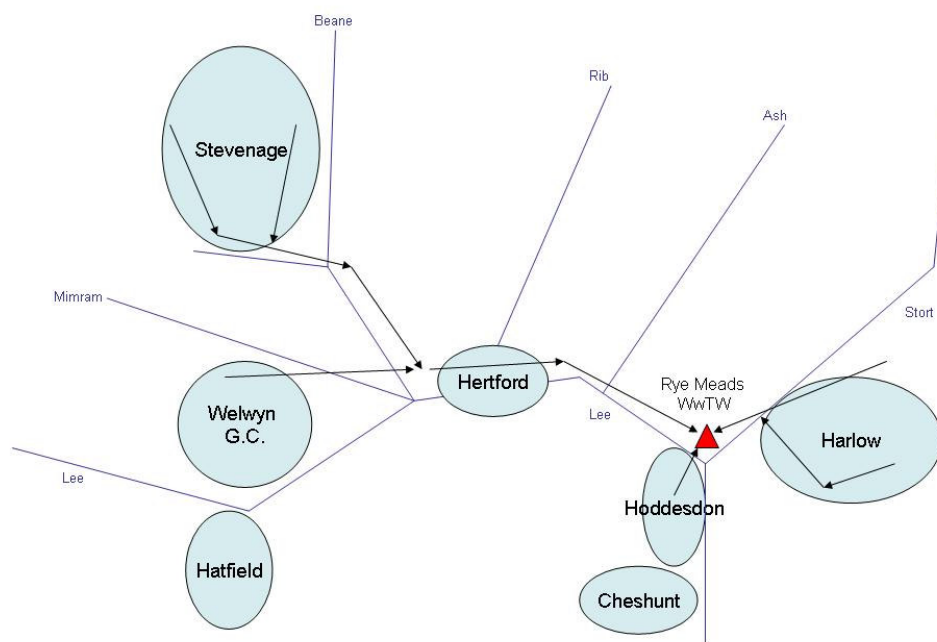 Beane
Rib
Ash
Stevenage
Mimram
Stort
Hertford
Rye Meads
WwTW
Welwyn
G.C.
Lee
Harlow
Lee
Hoddesdon
Hatfield
Cheshunt